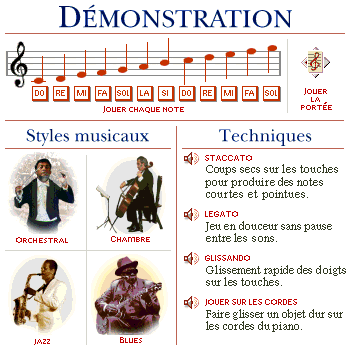 DÉMONSTRATION
DO RE MI FA SOL LA SI DO RE MI FA SOL
JOUER CHAQUE NOTE
JOUER
LA
PORTÉE
Styles musicaux
ORCHESTRAL
CHAMBRE
JAZZ
BLUES
Techniques
STACCATO
Coups secs sur les touches
pour produire des notes
courtes et pointues.
LEGATO
Jeu en douceur sans pause
entre les sons.
GLISSANDO
Glissement rapide des doigts
sur les touches.
JOUER SUR LES CORDES
Faire glisser un objet dur sur
les cordes du piano.